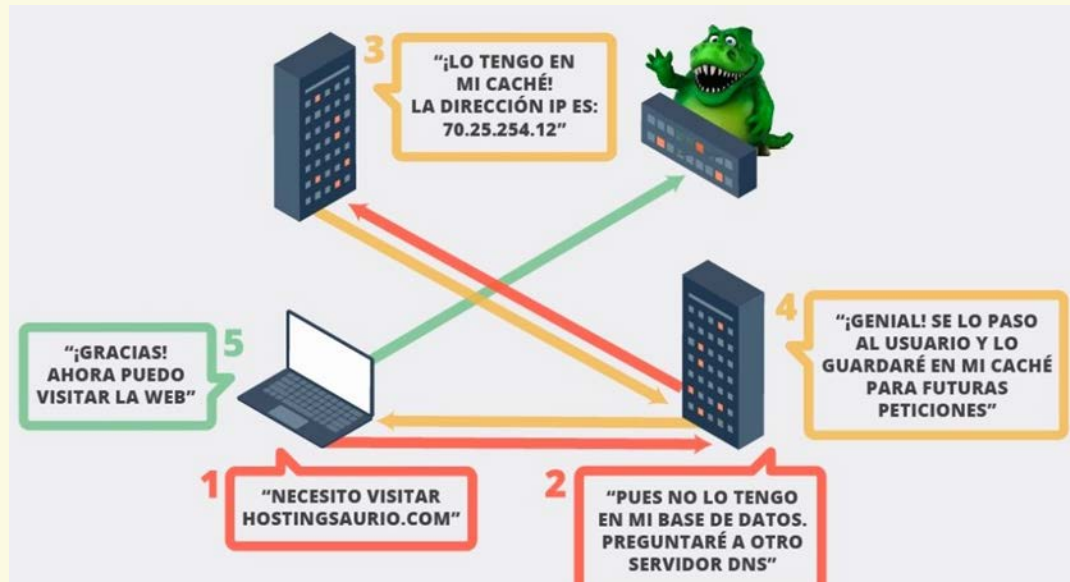 1
“NECESITO VISITAR
HOSTINGSAURIO.COM”
2
“PUES NO LO TENGO
EN MI BASE DE DATOS.
PREGUNTARÉ A OTRO
SERVIDOR DNS”
3
“¡LO TENGO EN
MI CACHÉ!
LA DIRECCIÓN IP ES:
70.25.254.12”
4
“¡GENIAL! SE LO PASO
AL USUARIO Y LO
GUARDARÉ EN MI CACHÉ
PARA FUTURAS
PETICIONES”
5
“¡GRACIAS!
AHORA PUEDO
VISITAR LA WEB”